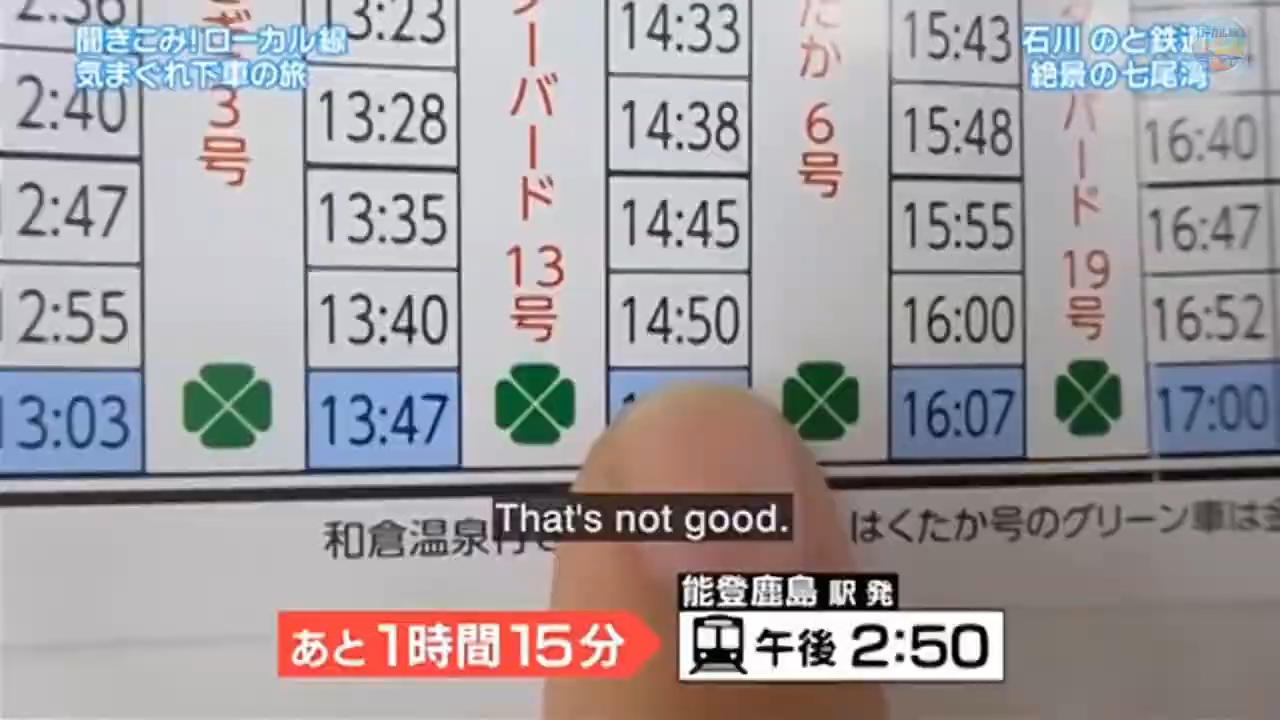 聞きこみ!ローカル線
気まぐれ下車の旅
石川 のと鉄道
絶景の七尾湾
2:40
2:47
12:55
13:03
3号
13:23
13:28
13:35
13:40
13:47
ーバード 13号
14:33
14:38
14:45
14:50
たか 6号
15:43
15:48
15:55
16:00
16:07
バード 19号
16:40
16:47
16:52
17:00
和倉温泉行
はくたか号のグリーン車は
That's not good.
能登鹿島 駅 発
あと1時間15分
午後 2:50